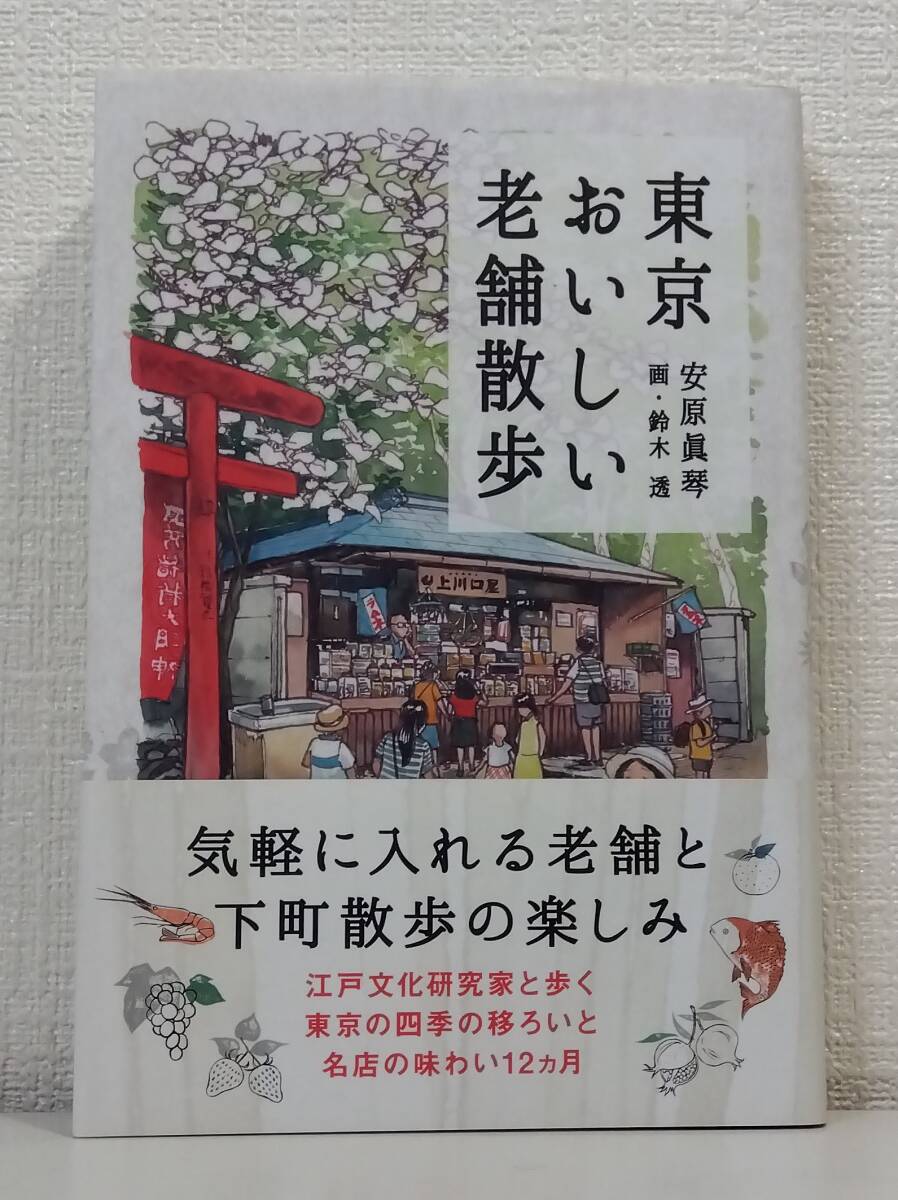 東京
おいしい
老舗散歩
安原眞琴
画・鈴木 透
上川口屋
気軽に入れる老舗と
下町散歩の楽しみ
江戸文化研究家と歩く
東京の四季の移ろいと
名店の味わい12ヵ月